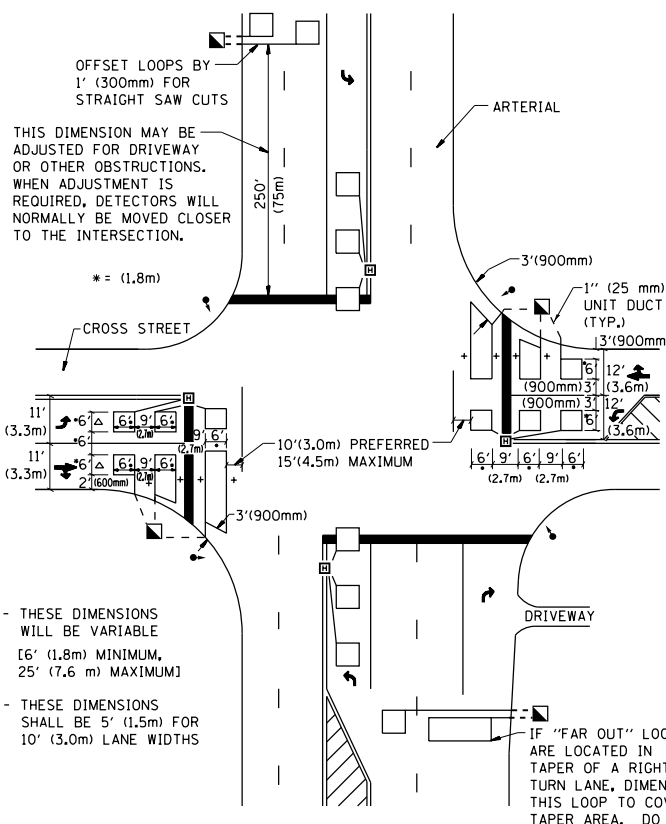 OFFSET LOOPS BY
1' (300mm) FOR
STRAIGHT SAW CUTS
THIS DIMENSION MAY BE
ADJUSTED FOR DRIVEWAY
OR OTHER OBSTRUCTIONS.
WHEN ADJUSTMENT IS
REQUIRED, DETECTORS WILL
NORMALLY BE MOVED CLOSER
TO THE INTERSECTION.
250'
(75m)
ARTERIAL
* = (1.8m)
3'(900mm)
1'' (25 mm)
UNIT DUCT
(TYP.)
CROSS STREET
H
3'(900mm)
*6'
12'
(3.6m)
(900mm) 3'
(900mm) 3'
12'
*6'
(3.6m)
H
6' 9' 6' 9' 6'
(2.7m) (2.7m)
H
11'
(3.3m)
*6'
6' 9' 6'
(2.7m)
*6'
9' 6'
(2.7m)
11'
(3.3m)
*6'
6' 9' 6'
(2.7m)
2' (600mm)
10'(3.0m) PREFERRED
15'(4.5m) MAXIMUM
3'(900mm)
H
- THESE DIMENSIONS
WILL BE VARIABLE
[6' (1.8m) MINIMUM,
25' (7.6 m) MAXIMUM]
- THESE DIMENSIONS
SHALL BE 5' (1.5m) FOR
10' (3.0m) LANE WIDTHS
DRIVEWAY
IF "FAR OUT" LOO
ARE LOCATED IN
TAPER OF A RIGHT
TURN LANE, DIMEN
THIS LOOP TO COV
TAPER AREA. DO